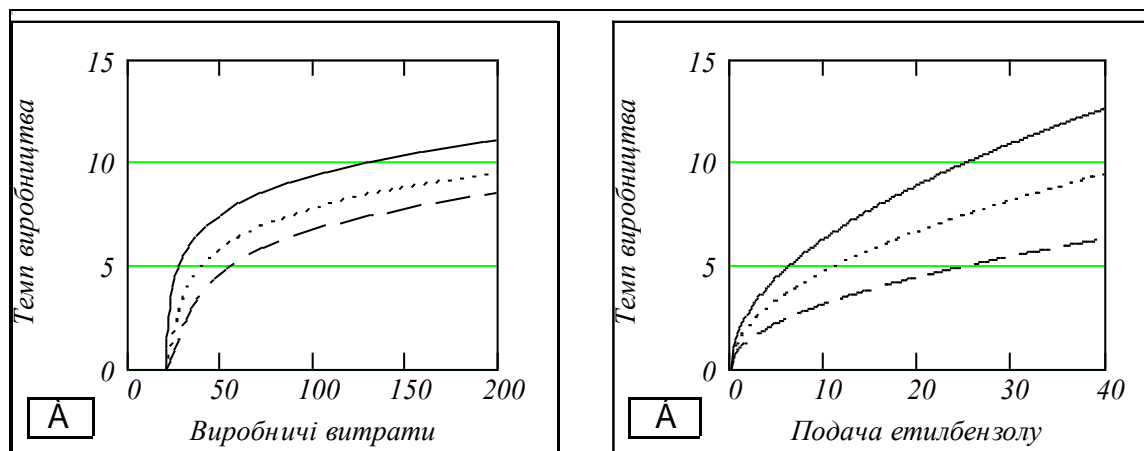 Темп виробництва
15
10
5
0
0 50 100 150 200
À
Виробничі витрати
Темп виробництва
15
10
5
0
0 10 20 30 40
Á
Подача етилбензолу